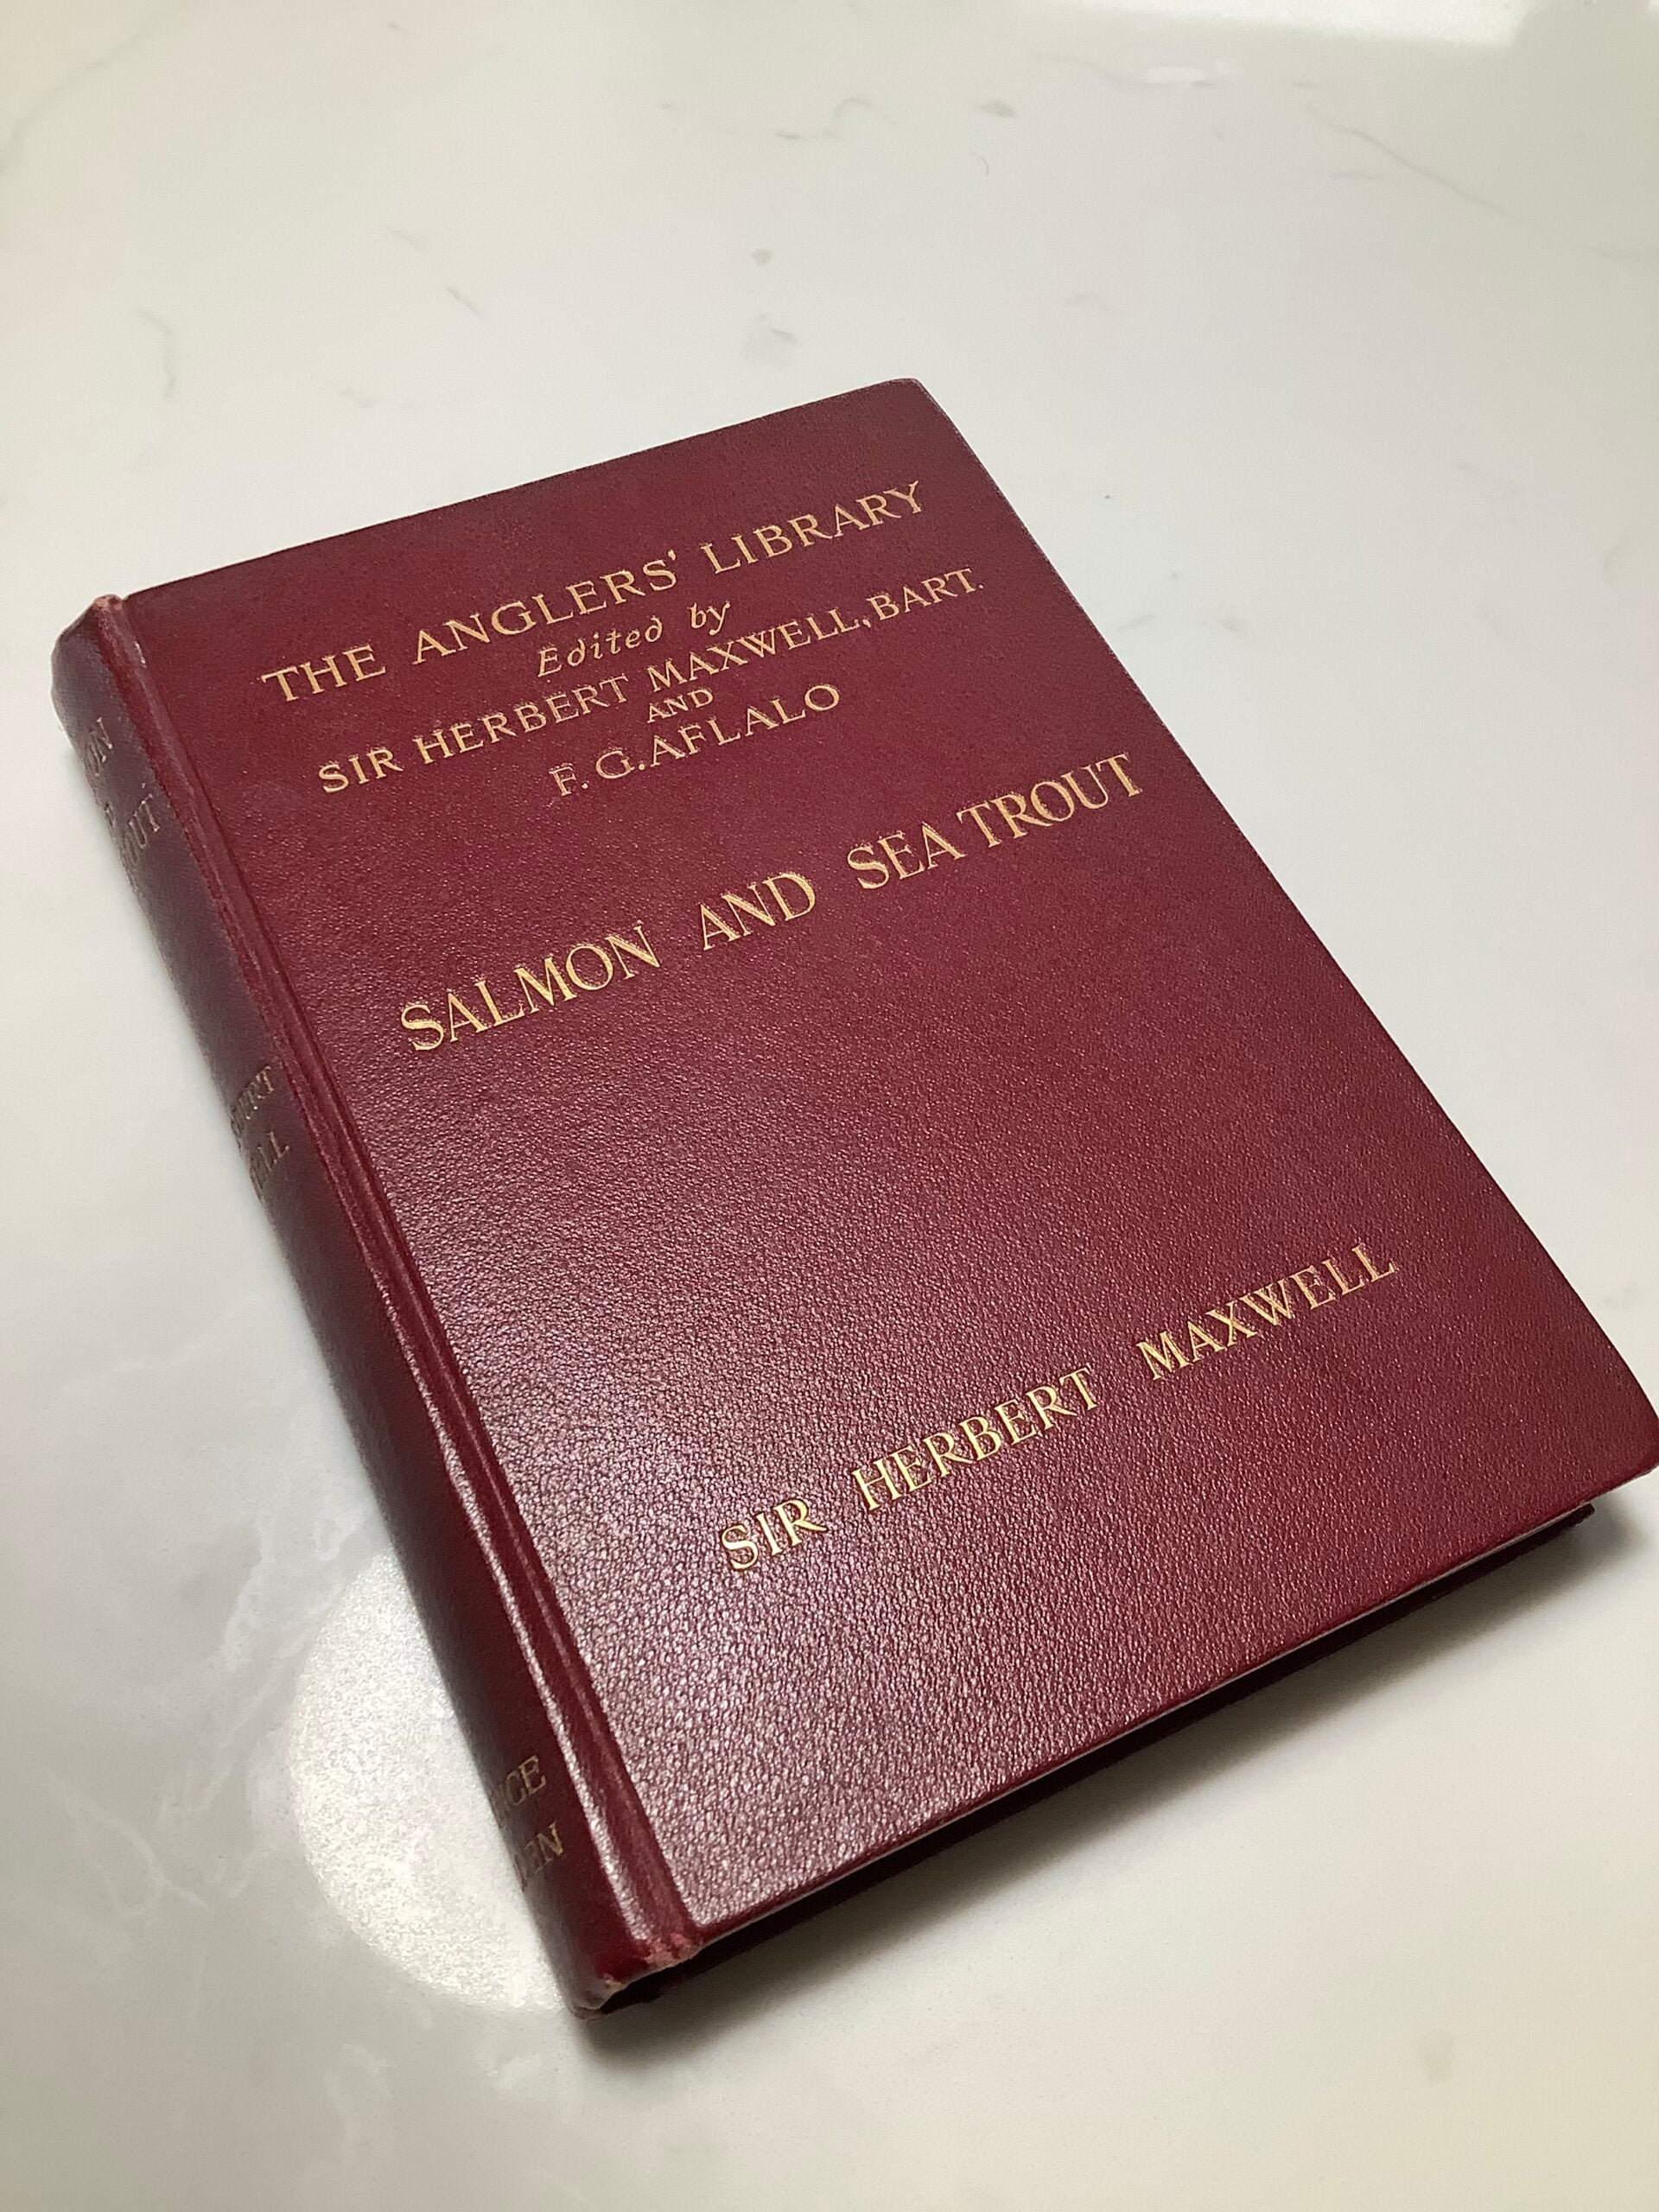 THE ANGLERS' LIBRARY
Edited by
SIR HERBERT MAXWELL, BART.
AND
F. G. AFLALO
SALMON AND SEA TROUT
SIR HERBERT MAXWELL